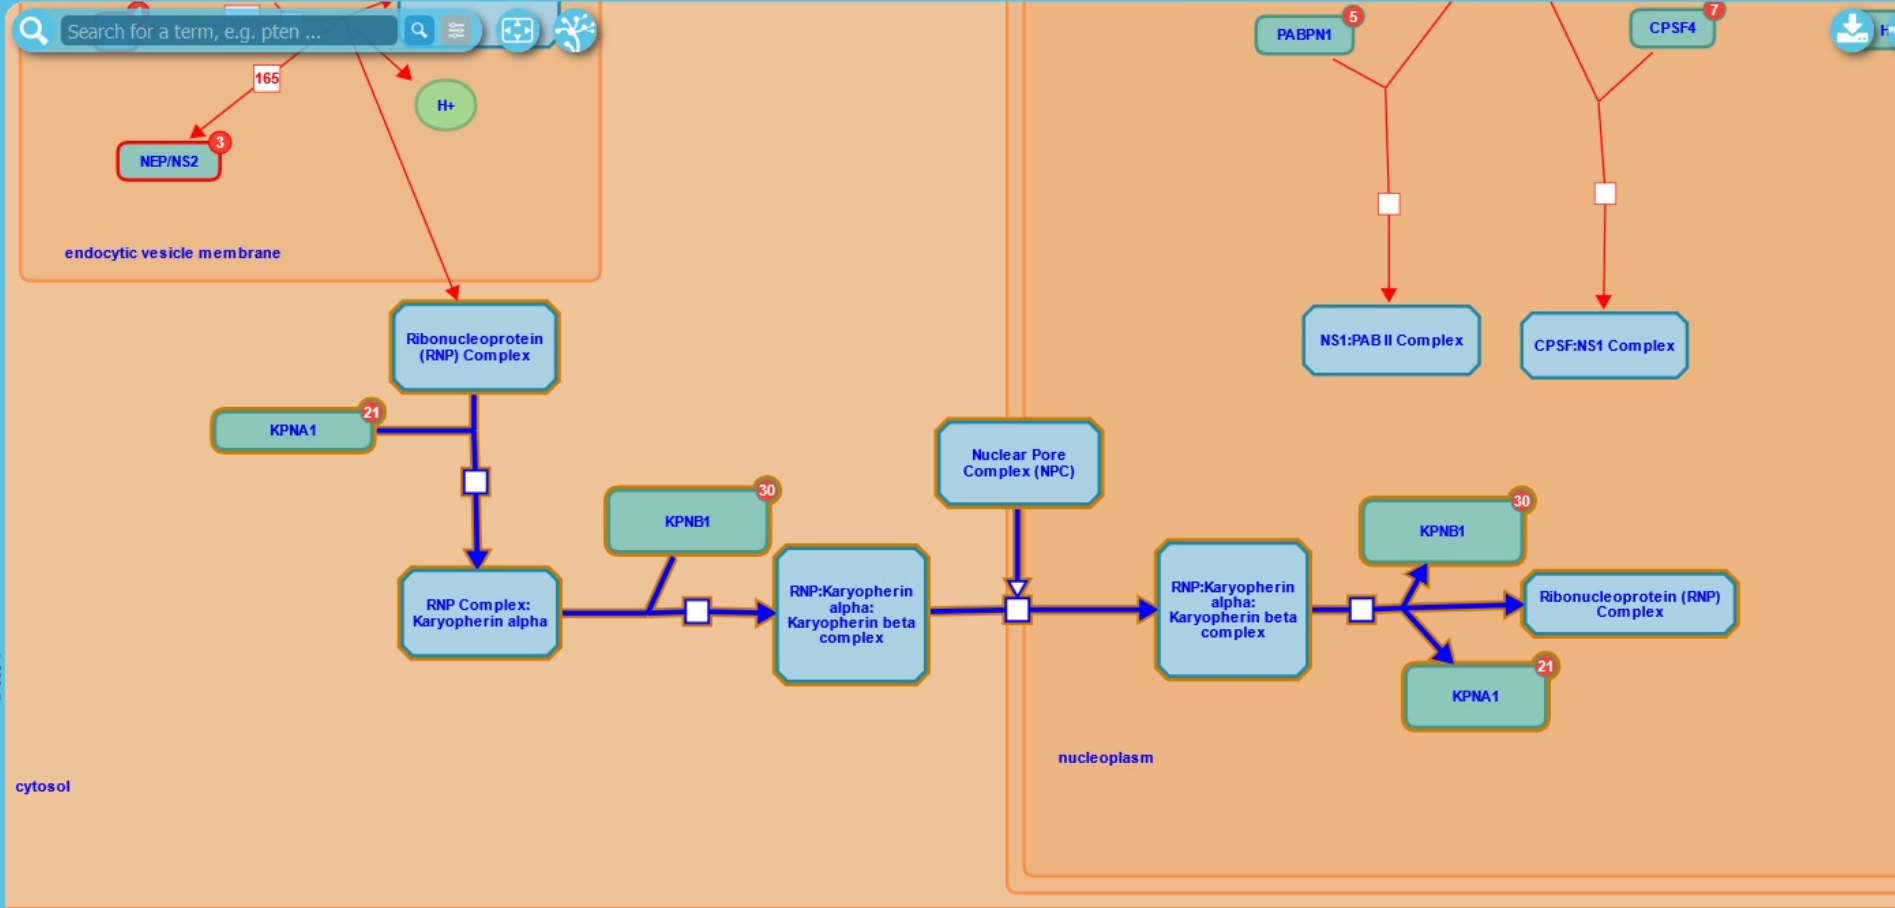 Search for a term, e.g. pten ...
165
H+
NEP/NS2
3
endocytic vesicle membrane
PABPN1
5
CPSF4
7
NS1:PAB II Complex
CPSF:NS1 Complex
Ribonucleoprotein
(RNP) Complex
KPNA1
21
KPNB1
30
Nuclear Pore
Complex (NPC)
RNP Complex:
Karyopherin alpha
RNP:Karyopherin
alpha:
Karyopherin beta
complex
RNP:Karyopherin
alpha:
Karyopherin beta
complex
KPNB1
30
Ribonucleoprotein (RNP)
Complex
KPNA1
21
nucleoplasm
cytosol